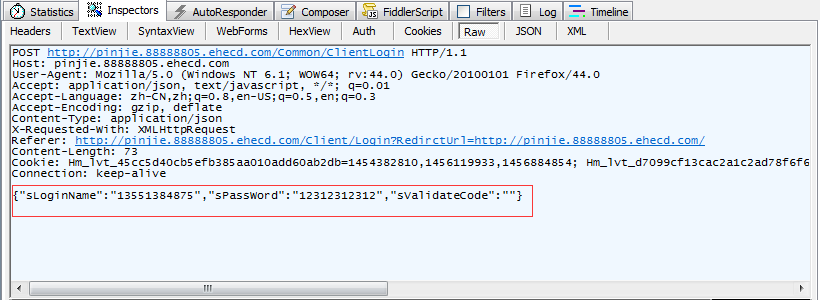 Statistics Inspectors AutoResponder Composer FiddlerScript Filters Log Timeline
Headers TextView SyntaxView WebForms HexView Auth Cookies Raw JSON XML
POST http://pinjie.88888805.ehecd.com/Common/ClientLogin HTTP/1.1
Host: pinjie.88888805.ehecd.com
User-Agent: Mozilla/5.0 (Windows NT 6.1; WOW64; rv:44.0) Gecko/20100101 Firefox/44.0
Accept: application/json, text/javascript, */*; q=0.01
Accept-Language: zh-CN,zh;q=0.8,en-US;q=0.5,en;q=0.3
Accept-Encoding: gzip, deflate
Content-Type: application/json
X-Requested-With: XMLHttpRequest
Referer: http://pinjie.88888805.ehecd.com/Client/Login?RedirctUrl=http://pinjie.88888805.ehecd.com/
Content-Length: 73
Cookie: Hm_lvt_45cc5d40cb5efb385aa010add60ab2db=1454382810,1456119933,1456884854; Hm_lvt_d7099cf13cac2a1c2ad78f6f6
Connection: keep-alive
{"sLoginName":"13551384875","sPassWord":"12312312312","sValidateCode":""}